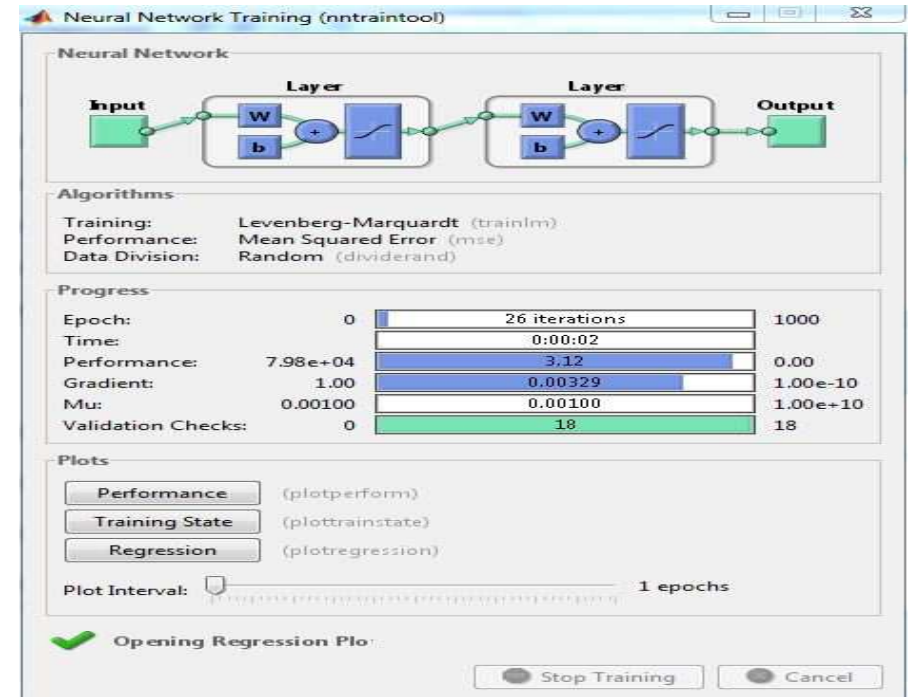 Neural Network Training (nntraintool)
Neural Network
Layer Layer
Input Output
W W
b + b +
Algorithms
Training: Levenberg-Marquardt (trainlm)
Performance: Mean Squared Error (mse)
Data Division: Random (dividerand)
Progress
Epoch: 0 26 iterations 1000
Time: 0:00:02
Performance: 7.98e+04 3.12 0.00
Gradient: 1.00 0.00329 1.00e-10
Mu: 0.00100 0.00100 1.00e+10
Validation Checks: 0 18 18
Plots
Performance (plotperform)
Training State (plottrainstate)
Regression (plotregression)
Plot Interval: 1 epochs
Opening Regression Plo
Stop Training Cancel